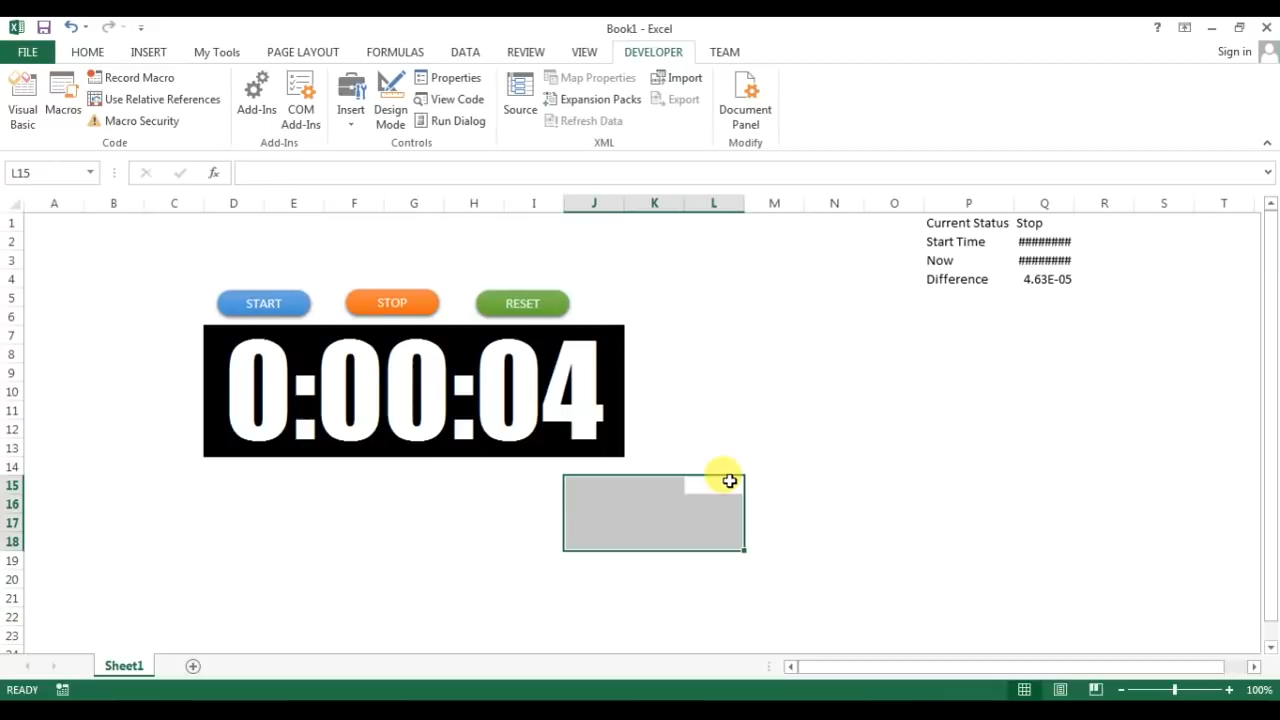 Book1 - Excel
?
FILE HOME INSERT My Tools PAGE LAYOUT FORMULAS DATA REVIEW VIEW DEVELOPER TEAM Sign in
Visual Basic
Macros
Record Macro
Use Relative References
Macro Security
Code
Add-Ins
COM Add-Ins
Add-Ins
Insert
Design Mode
Properties
View Code
Run Dialog
Controls
Source
Map Properties
Expansion Packs
Refresh Data
Import
Export
XML
Document Panel
Modify
L15 fx
A B C D E F G H I J K L M N O P Q R S T
1 Current Status Stop
2 Start Time ########
3 Now ########
4 Difference 4.63E-05
5
START STOP RESET
6
7
8
9
0:00:04
10
11
12
13
14
15
16
17
18
19
20
21
22
23
24
Sheet1
READY 100%